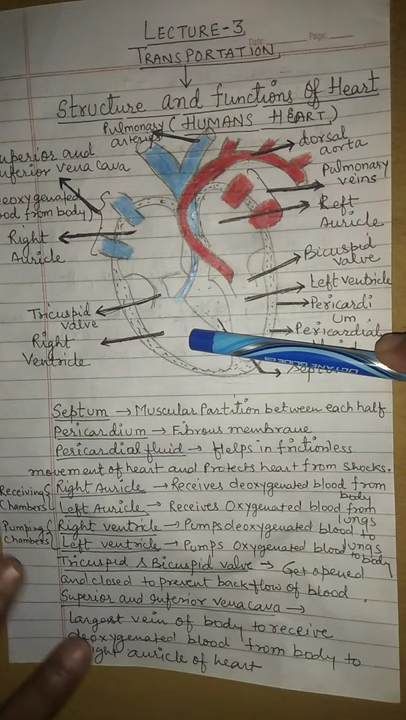 LECTURE-3
Date
Page
TRANSPORTATION
Structure and functions of Heart
(HUMANS HEART)
Pulmonary
arteries
dorsal
aorta
Superior and
Inferior vena cava
(Deoxygenated
blood from body)
Pulmonary
veins
Left
Auricle
Right
Auricle
Bicuspid
valve
Left ventricle
Tricuspid
valve
Pericardi
um
Pericardial
Right
Ventricle
Septum → Muscular Partition between each half
Pericardium → Fibrous membrane
Pericardial fluid → Helps in frictionless
movement of heart and Protects heart from shocks.
Receiving Chambers
Right Auricle → Receives deoxygenated blood from body
Left Auricle → Receives Oxygenated blood from lungs
Pumping Chambers
Right ventricle → Pumps deoxygenated blood to lungs
Left ventricle → Pumps Oxygenated blood to body
Tricuspid & Bicuspid valve → Get opened
and closed to prevent backflow of blood
Superior and Inferior vena cava →
largest vein of body to receive
deoxygenated blood from body to
right auricle of heart